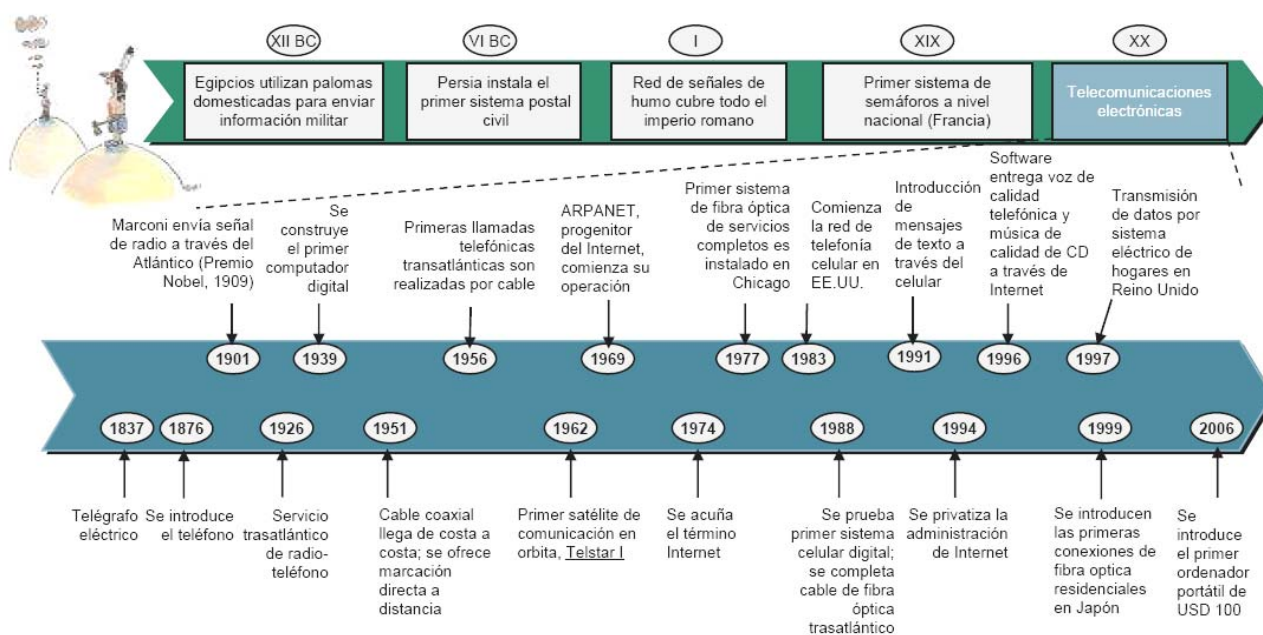 XII BC
VI BC
I
XIX
XX
Egipcios utilizan palomas
domesticadas para enviar
información militar
Persia instala el
primer sistema postal
civil
Red de señales de
humo cubre todo el
imperio romano
Primer sistema de
semáforos a nivel
nacional (Francia)
Telecomunicaciones
electrónicas
Marconi envía señal
de radio a través del
Atlántico (Premio
Nobel, 1909)
Se
construye
el primer
computador
digital
Primeras llamadas
telefónicas
transatlánticas son
realizadas por cable
ARPANET,
progenitor
del Internet,
comienza su
operación
Primer sistema
de fibra óptica
de servicios
completos es
instalado en
Chicago
Comienza
la red de
telefonía
celular en
EE.UU.
Introducción
de
mensajes
de texto a
través del
celular
Software
entrega voz de
calidad
telefónica y
música de
calidad de CD
a través de
Internet
Transmisión
de datos por
sistema
eléctrico de
hogares en
Reino Unido
1901
1939
1956
1969
1977
1983
1991
1996
1997
1837
1876
1926
1951
1962
1974
1988
1994
1999
2006
Telégrafo
eléctrico
Se introduce
el teléfono
Servicio
trasatlántico
de radio-
teléfono
Cable coaxial
llega de costa a
costa; se ofrece
marcación
directa a
distancia
Primer satélite de
comunicación en
orbita, Telstar I
Se acuña
el término
Internet
Se prueba
primer sistema
celular digital;
se completa
cable de fibra
óptica
trasatlántico
Se privatiza la
administración
de Internet
Se introducen
las primeras
conexiones de
fibra optica
residenciales
en Japón
Se
introduce
el primer
ordenador
portátil de
USD 100